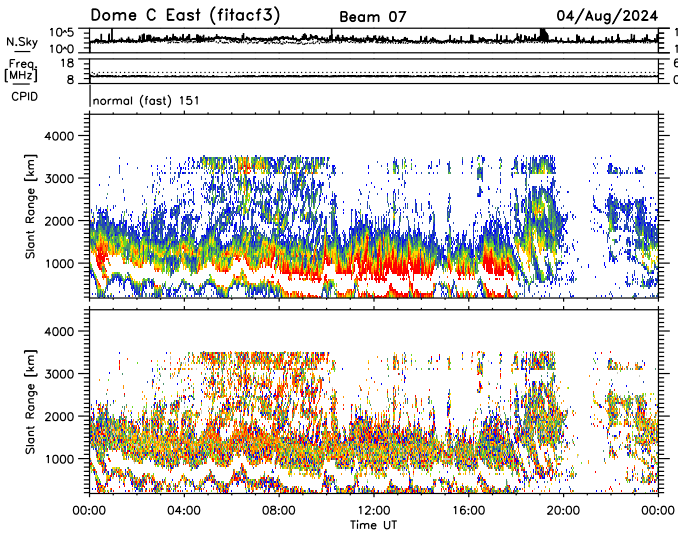 Dome C East (fitacf3) Beam 07 04/Aug/2024
N.Sky 10^5 10^0 1 1
Freq. [MHz] 18 8 6 0
CPID normal (fast) 151
Slant Range [km] 4000 3000 2000 1000
Slant Range [km] 4000 3000 2000 1000
00:00 04:00 08:00 12:00 16:00 20:00 00:00
Time UT